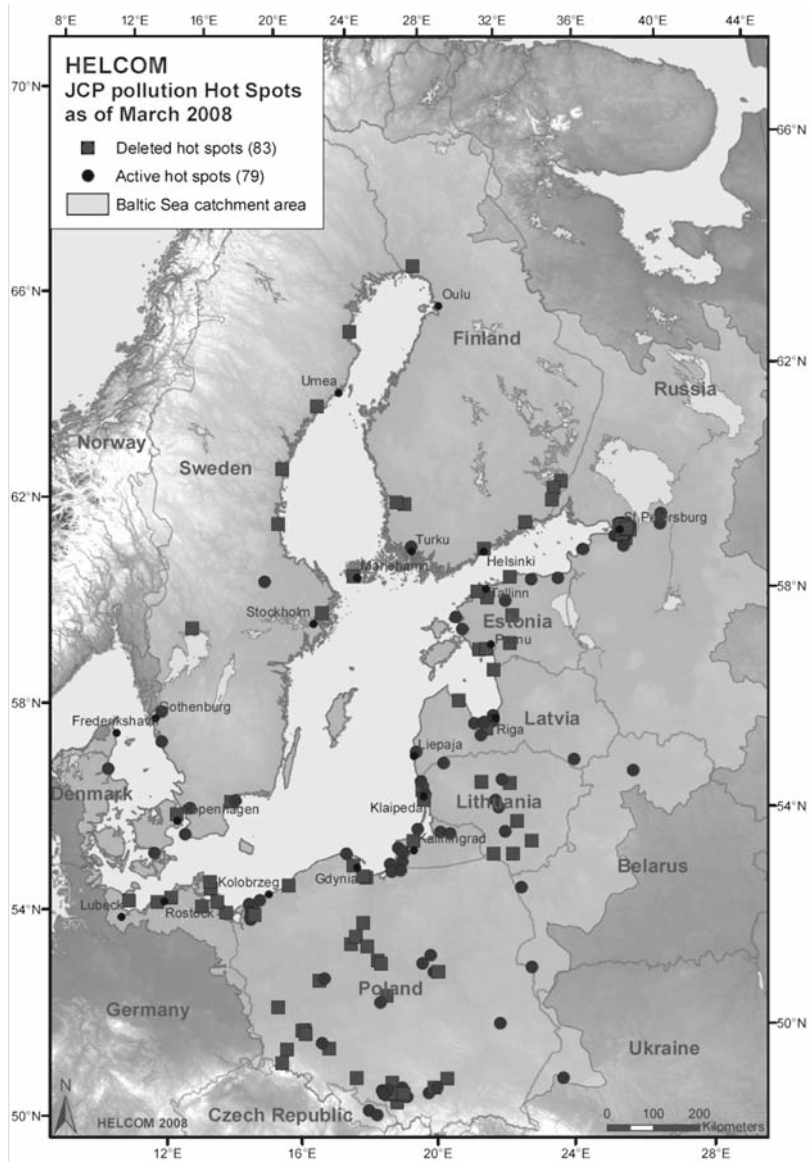 8°E 12°E 16°E 20°E 24°E 28°E 32°E 36°E 40°E 44°E
HELCOM
JCP pollution Hot Spots
as of March 2008
Deleted hot spots (83)
Active hot spots (79)
Baltic Sea catchment area
70°N
66°N
66°N
Oulu
Finland
62°N
Umea
Russia
Norway
Sweden
62°N
St.Petersburg
Turku
Helsinki
Mariehamn
58°N
Tallinn
Stockholm
Estonia
Parnu
58°N
Gothenburg
Frederikshavn
Latvia
Riga
Liepaja
Denmark
Klaipeda
Lithuania
54°N
Copenhagen
Kaliningrad
Belarus
Kolobrzeg
Gdynia
Lubeck
Rostock
54°N
Poland
Germany
50°N
Ukraine
N
Czech Republic
50°N
HELCOM 2008
0 50 100 200
Kilometers
12°E 16°E 20°E 24°E 28°E